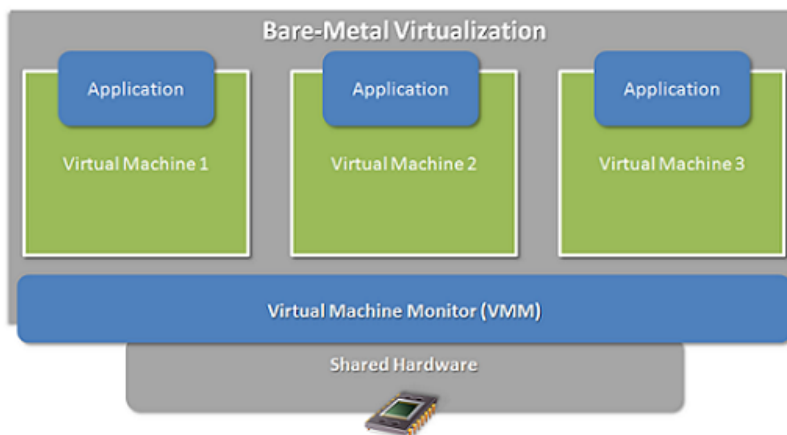 Bare-Metal Virtualization
Application
Application
Application
Virtual Machine 1
Virtual Machine 2
Virtual Machine 3
Virtual Machine Monitor (VMM)
Shared Hardware